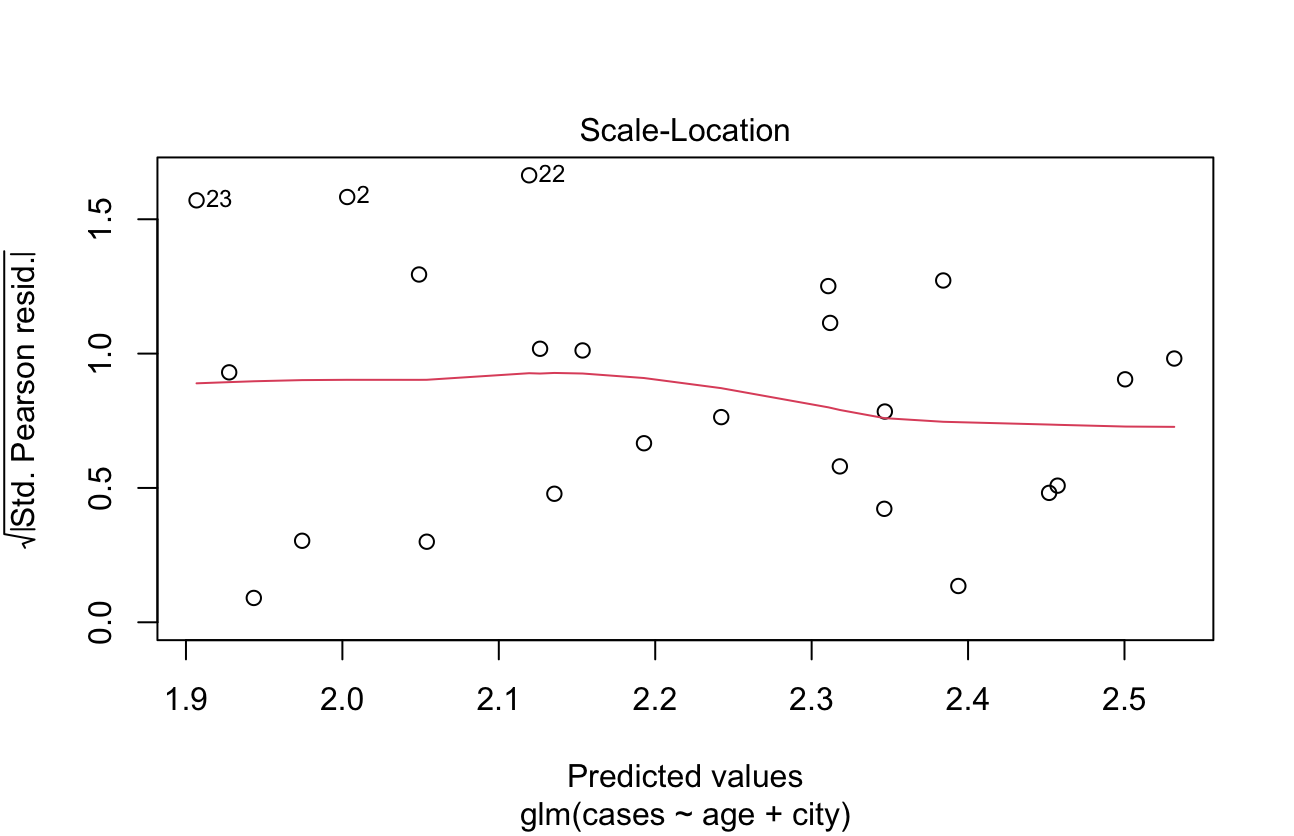 Scale-Location
√|Std. Pearson resid.|
1.5
1.0
0.5
0.0
23
2
22
1.9 2.0 2.1 2.2 2.3 2.4 2.5
Predicted values
glm(cases ~ age + city)